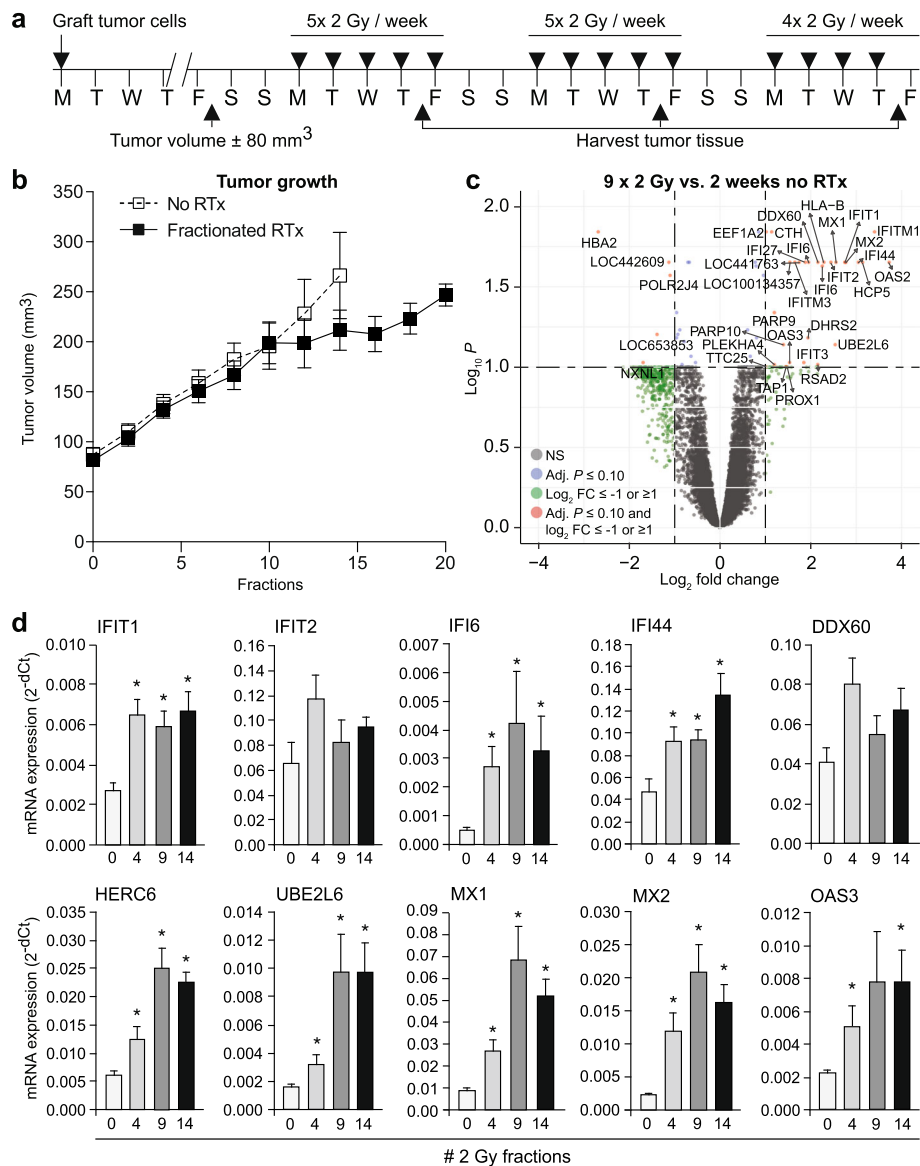 a
Graft tumor cells
5x 2 Gy / week
5x 2 Gy / week
4x 2 Gy / week
M T W T F S S M T W T F S S M T W T F S S M T W T F
Tumor volume ± 80 mm3
Harvest tumor tissue
b
Tumor growth
No RTx
Fractionated RTx
Tumor volume (mm3)
350
300
250
200
150
100
50
0
0 5 10 15 20
Fractions
c
9 x 2 Gy vs. 2 weeks no RTx
Log10 P
2.0
1.5
1.0
0.5
0.0
−4 −2 0 2 4
Log2 fold change
HBA2
LOC442609
POLR2J4
LOC653853
NXNL1
HLA−B
DDX60
MX1
IFIT1
EEF1A2
CTH
IFITM1
IFI27
IFI6
MX2
IFI44
LOC441763
IFIT2
OAS2
LOC100134357
IFI6
HCP5
IFITM3
PARP9
PARP10
OAS3
DHRS2
PLEKHA4
UBE2L6
TTC25
IFIT3
TAP1
RSAD2
PROX1
NS
Adj. P ≤ 0.10
Log2 FC ≤ -1 or ≥1
Adj. P ≤ 0.10 and
log2 FC ≤ -1 or ≥1
d
mRNA expression (2-dCt)
IFIT1
0.010
0.008
0.006
0.004
0.002
0.000
* * *
0 4 9 14
IFIT2
0.16
0.14
0.12
0.10
0.08
0.06
0.04
0.02
0.00
0 4 9 14
IFI6
0.007
0.006
0.005
0.004
0.003
0.002
0.001
0.000
* * *
0 4 9 14
IFI44
0.18
0.16
0.14
0.12
0.10
0.08
0.06
0.04
0.02
0.00
* * *
0 4 9 14
DDX60
0.10
0.08
0.06
0.04
0.02
0.00
0 4 9 14
mRNA expression (2-dCt)
HERC6
0.035
0.030
0.025
0.020
0.015
0.010
0.005
0.000
* * *
0 4 9 14
UBE2L6
0.014
0.012
0.010
0.008
0.006
0.004
0.002
0.000
* * *
0 4 9 14
MX1
0.09
0.08
0.07
0.06
0.05
0.04
0.03
0.02
0.01
0.00
* * *
0 4 9 14
MX2
0.030
0.025
0.020
0.015
0.010
0.005
0.000
* * *
0 4 9 14
OAS3
0.012
0.010
0.008
0.006
0.004
0.002
0.000
* *
0 4 9 14
# 2 Gy fractions